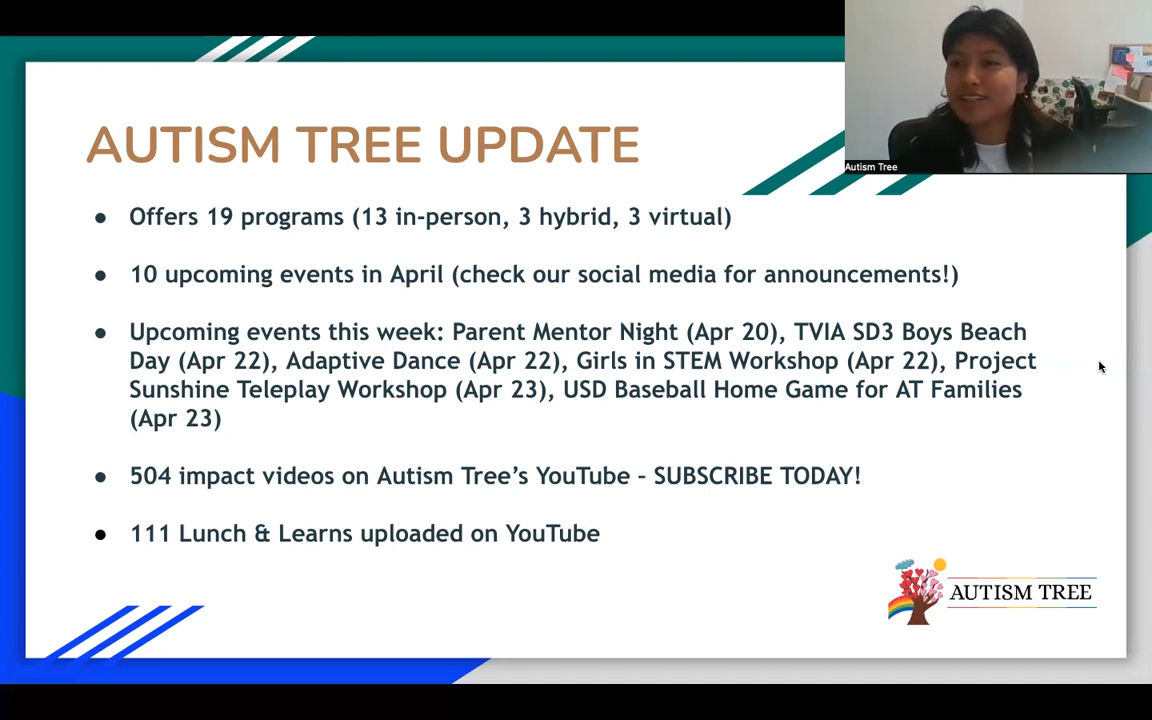 Autism Tree
AUTISM TREE UPDATE
● Offers 19 programs (13 in-person, 3 hybrid, 3 virtual)
● 10 upcoming events in April (check our social media for announcements!)
● Upcoming events this week: Parent Mentor Night (Apr 20), TVIA SD3 Boys Beach
Day (Apr 22), Adaptive Dance (Apr 22), Girls in STEM Workshop (Apr 22), Project
Sunshine Teleplay Workshop (Apr 23), USD Baseball Home Game for AT Families
(Apr 23)
● 504 impact videos on Autism Tree’s YouTube – SUBSCRIBE TODAY!
● 111 Lunch & Learns uploaded on YouTube
AUTISM TREE